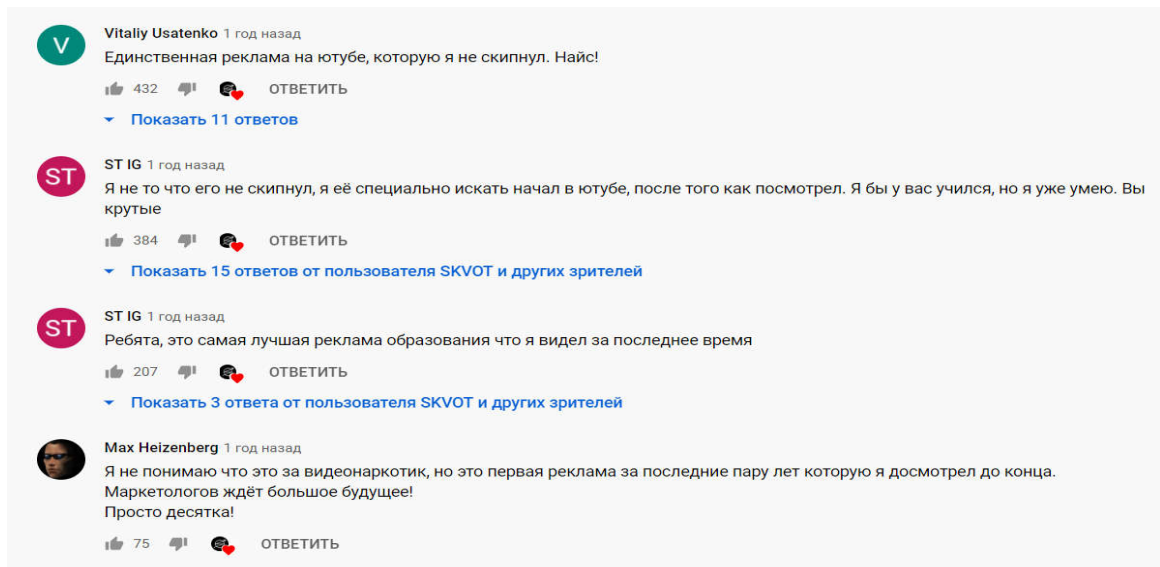 V
Vitaliy Usatenko 1 год назад
Единственная реклама на ютубе, которую я не скипнул. Найс!
432 ОТВЕТИТЬ
Показать 11 ответов
ST
ST IG 1 год назад
Я не то что его не скипнул, я её специально искать начал в ютубе, после того как посмотрел. Я бы у вас учился, но я уже умею. Вы
крутые
384 ОТВЕТИТЬ
Показать 15 ответов от пользователя SKVOT и других зрителей
ST
ST IG 1 год назад
Ребята, это самая лучшая реклама образования что я видел за последнее время
207 ОТВЕТИТЬ
Показать 3 ответа от пользователя SKVOT и других зрителей
Max Heizenberg 1 год назад
Я не понимаю что это за видеонаркотик, но это первая реклама за последние пару лет которую я досмотрел до конца.
Маркетологов ждёт большое будущее!
Просто десятка!
75 ОТВЕТИТЬ